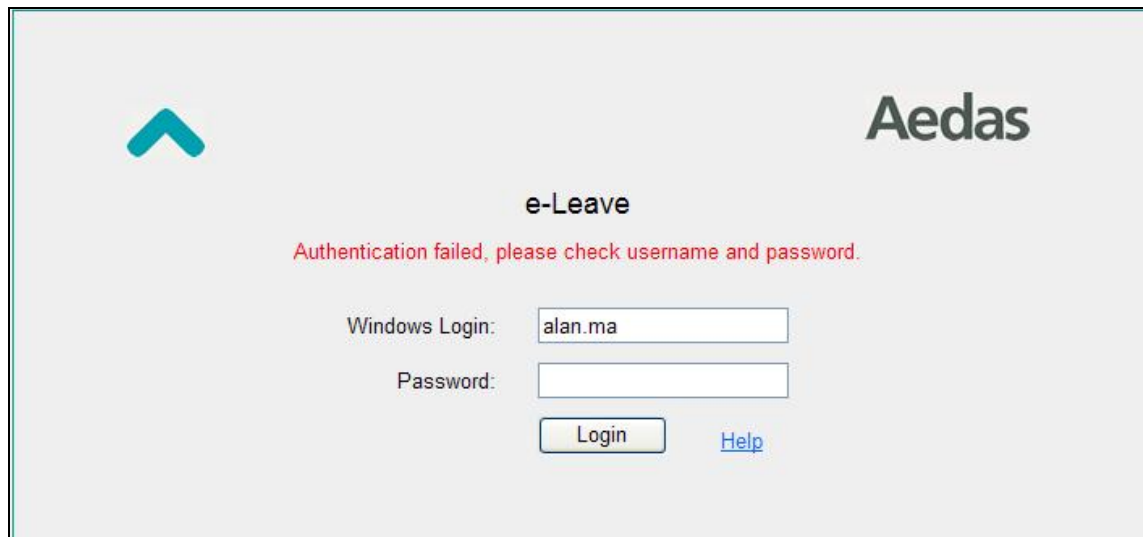 Aedas
e-Leave
Authentication failed, please check username and password.
Windows Login: alan.ma
Password:
Login Help